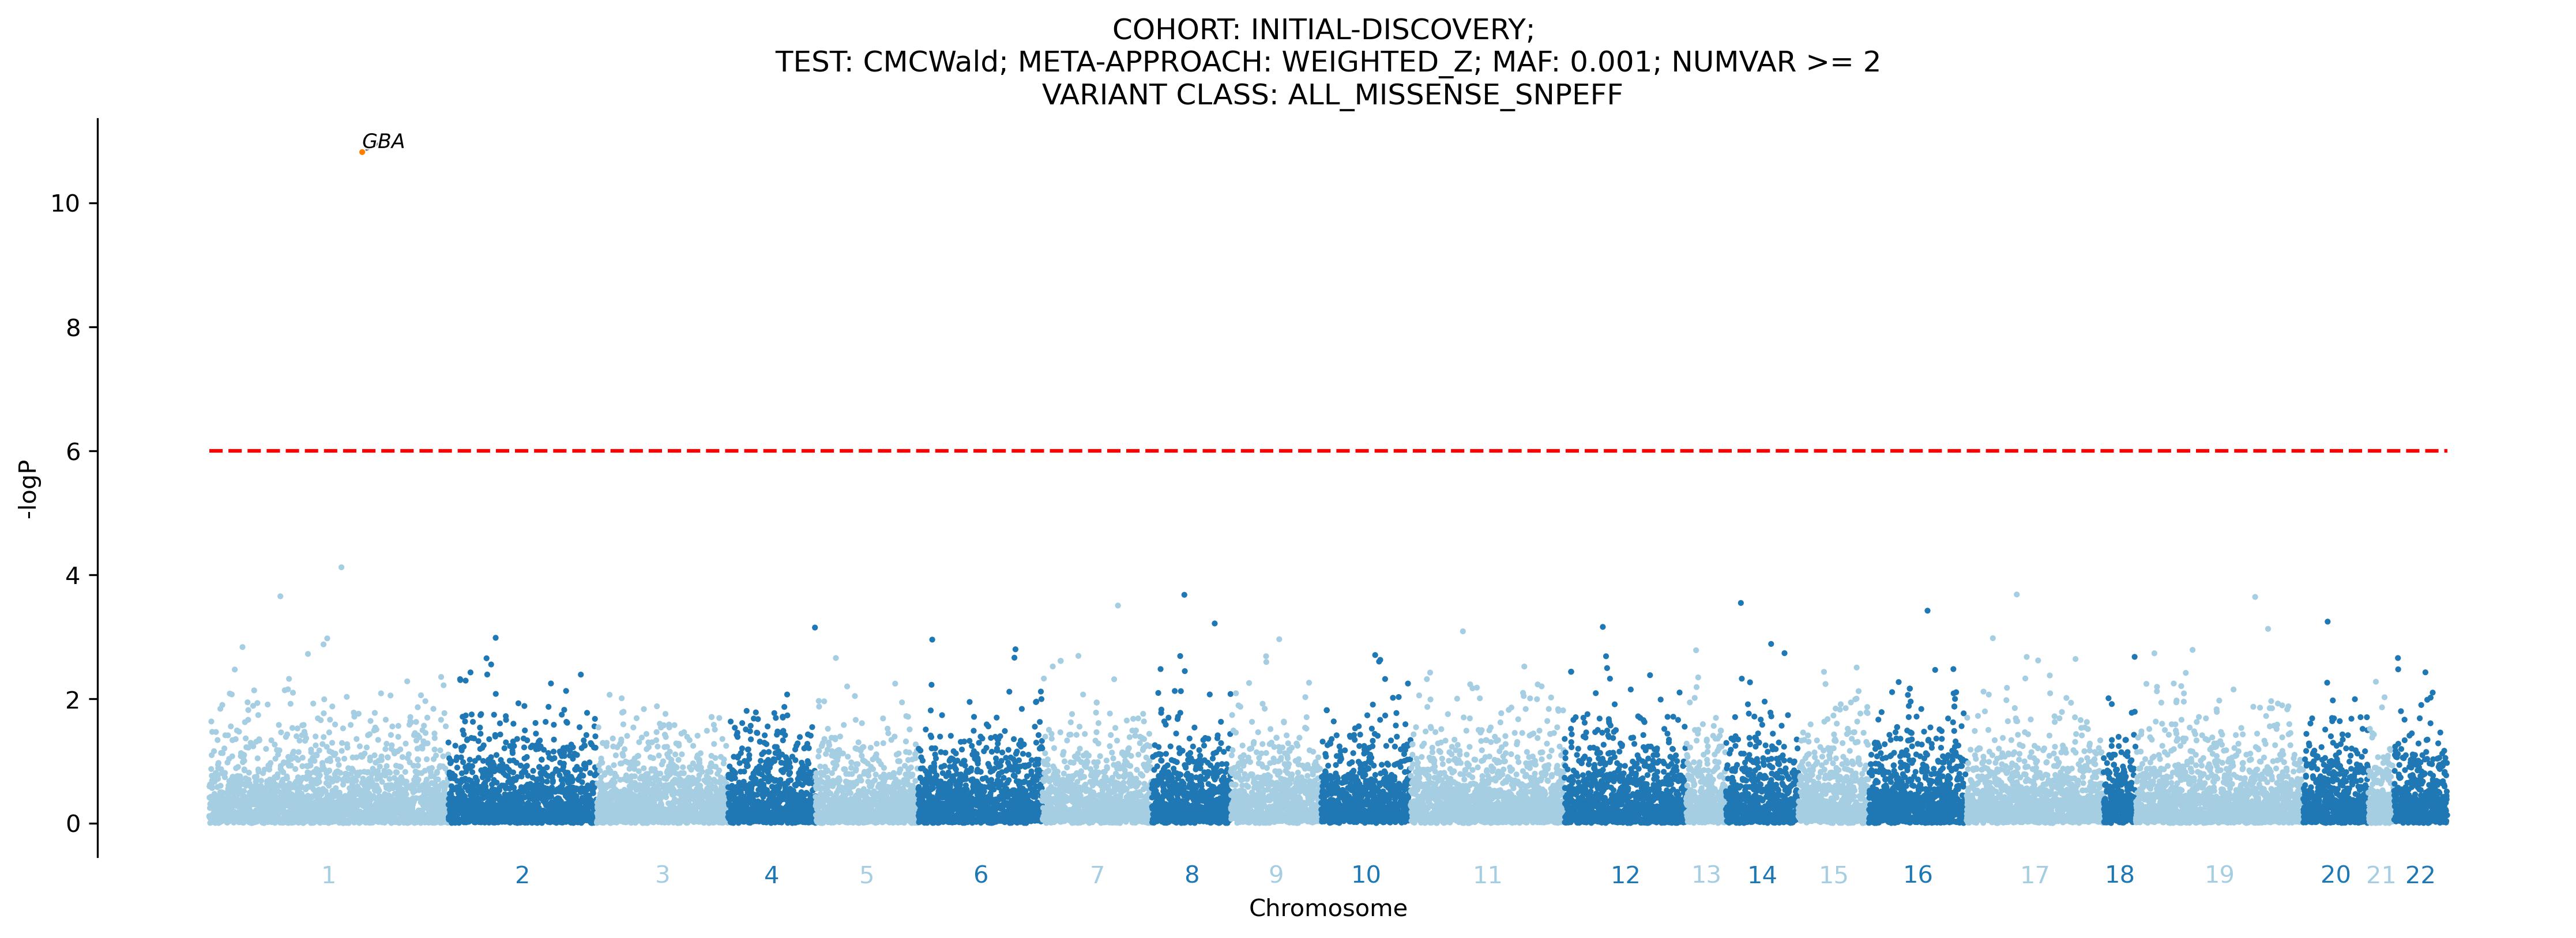 COHORT: INITIAL-DISCOVERY;
TEST: CMCWald; META-APPROACH: WEIGHTED_Z; MAF: 0.001; NUMVAR >= 2
VARIANT CLASS: ALL_MISSENSE_SNPEFF
GBA
10
8
6
4
2
0
-logP
1 2 3 4 5 6 7 8 9 10 11 12 13 14 15 16 17 18 19 20 21 22
Chromosome